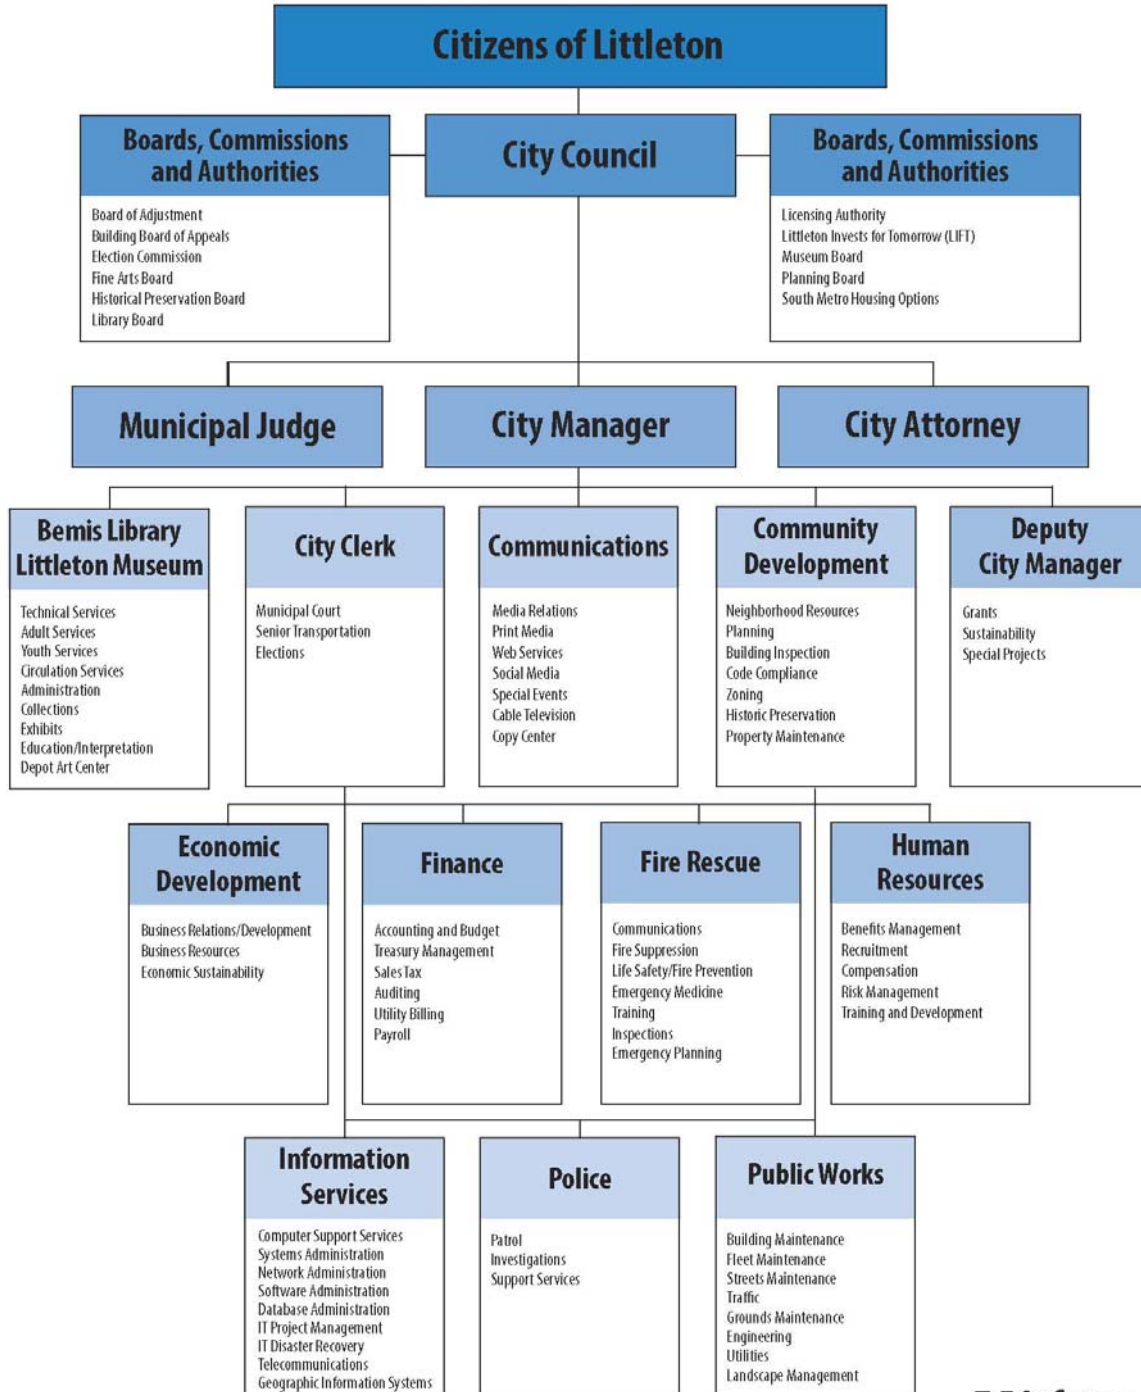 Citizens of Littleton
Boards, Commissions
and Authorities
Board of Adjustment
Building Board of Appeals
Election Commission
Fine Arts Board
Historical Preservation Board
Library Board
City Council
Boards, Commissions
and Authorities
Licensing Authority
Littleton Invests for Tomorrow (LIFT)
Museum Board
Planning Board
South Metro Housing Options
Municipal Judge
City Manager
City Attorney
Bemis Library
Littleton Museum
Technical Services
Adult Services
Youth Services
Circulation Services
Administration
Collections
Exhibits
Education/Interpretation
Depot Art Center
City Clerk
Municipal Court
Senior Transportation
Elections
Communications
Media Relations
Print Media
Web Services
Social Media
Special Events
Cable Television
Copy Center
Community
Development
Neighborhood Resources
Planning
Building Inspection
Code Compliance
Zoning
Historic Preservation
Property Maintenance
Deputy
City Manager
Grants
Sustainability
Special Projects
Economic
Development
Business Relations/Development
Business Resources
Economic Sustainability
Finance
Accounting and Budget
Treasury Management
Sales Tax
Auditing
Utility Billing
Payroll
Fire Rescue
Communications
Fire Suppression
Life Safety/Fire Prevention
Emergency Medicine
Training
Inspections
Emergency Planning
Human
Resources
Benefits Management
Recruitment
Compensation
Risk Management
Training and Development
Information
Services
Computer Support Services
Systems Administration
Network Administration
Software Administration
Database Administration
IT Project Management
IT Disaster Recovery
Telecommunications
Geographic Information Systems
Police
Patrol
Investigations
Support Services
Public Works
Building Maintenance
Fleet Maintenance
Streets Maintenance
Traffic
Grounds Maintenance
Engineering
Utilities
Landscape Management